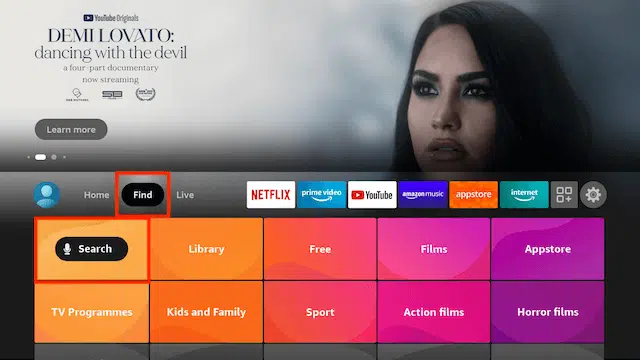 YouTube Originals
DEMI LOVATO:
dancing with the devil
a four-part documentary
now streaming
Learn more
Home
Find
Live
NETFLIX
prime video
YouTube
amazon music
appstore
internet
Search
Library
Free
Films
Appstore
TV Programmes
Kids and Family
Sport
Action films
Horror films